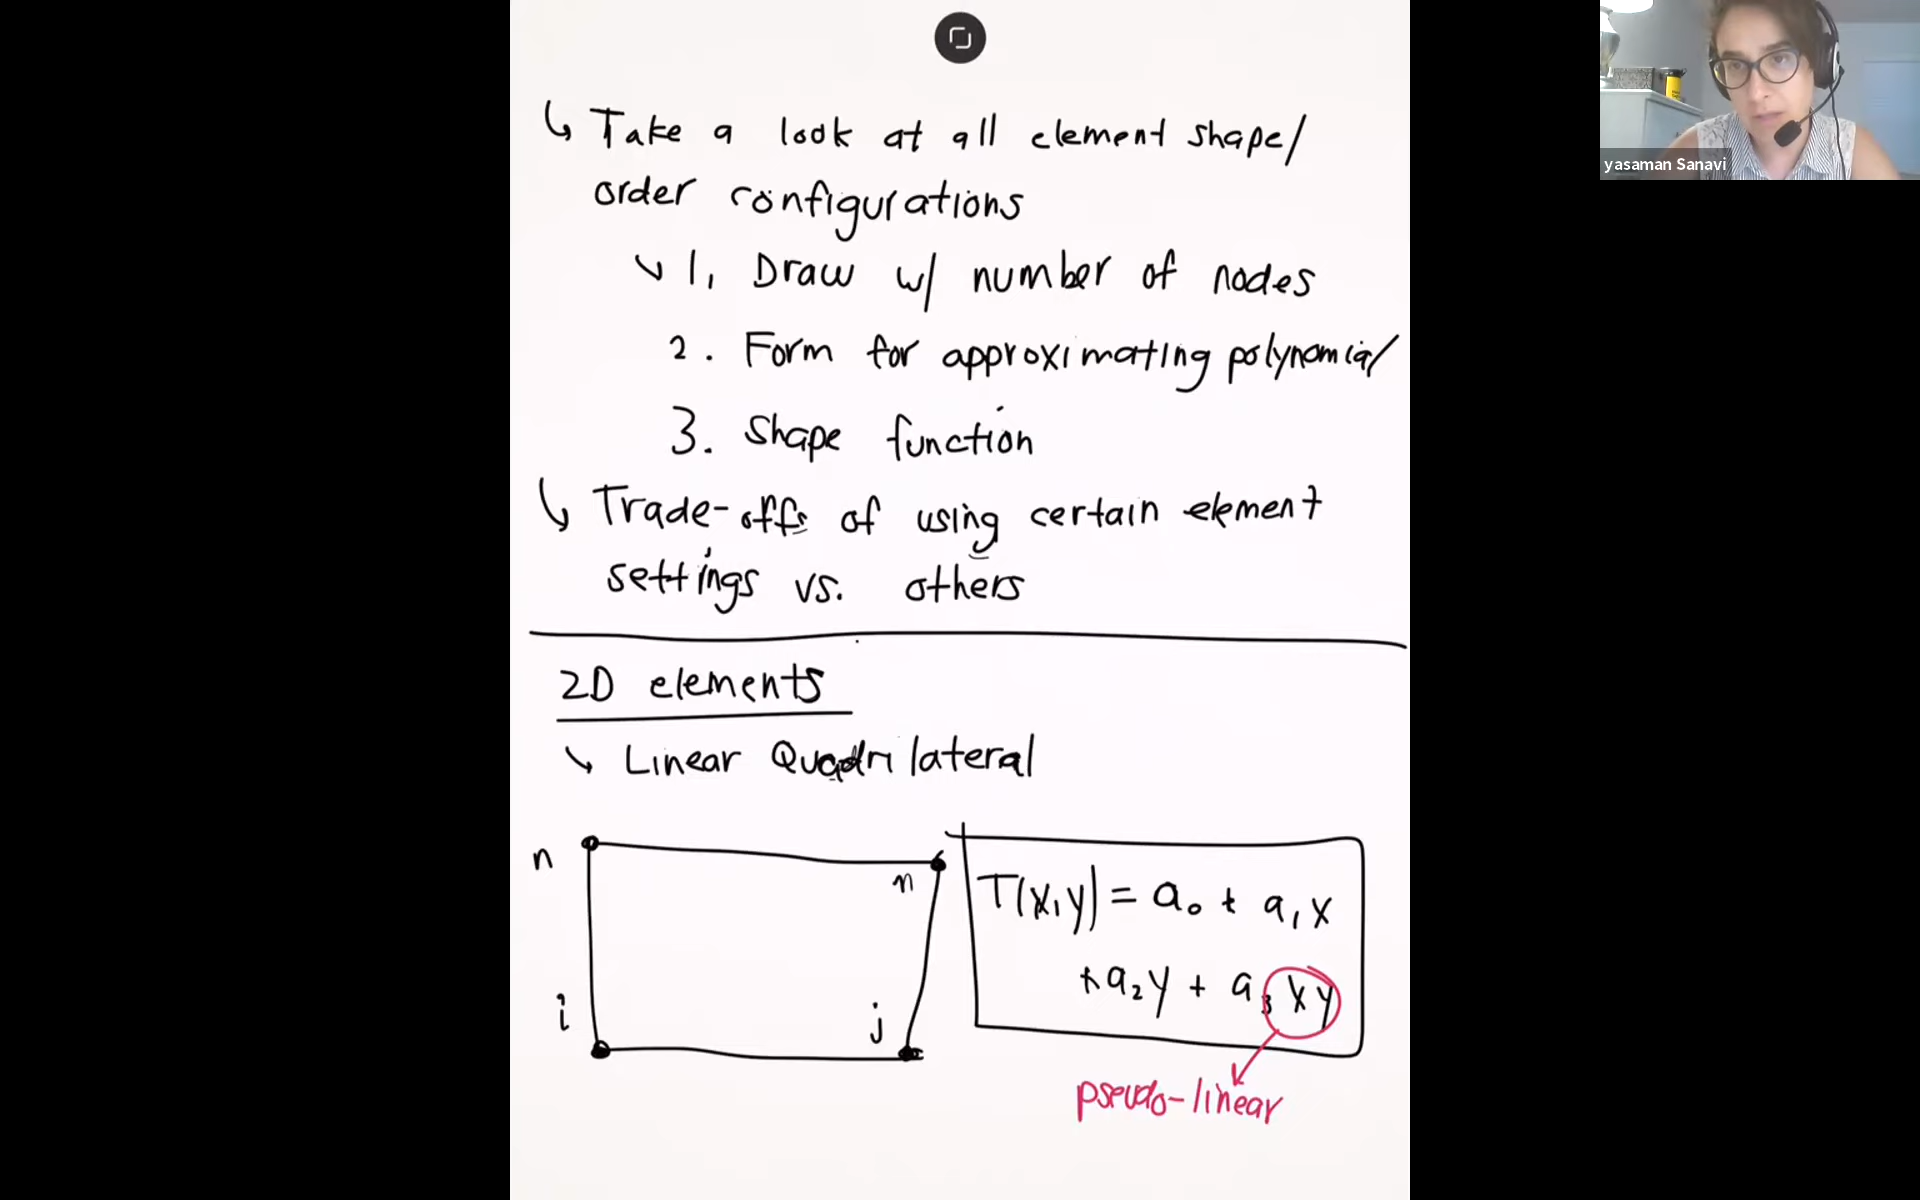 ↳ Take a look at all element shape/
order configurations
↘ 1. Draw w/ number of nodes
2. Form for approximating polynomial
3. Shape function
↳ Trade-offs of using certain element
settings vs. others
2D elements
↘ Linear Quadrilateral
n
m
i
j
T(x,y) = a₀ + a₁x
+ a₂y + a₃xy
pseudo-linear
yasaman Sanavi